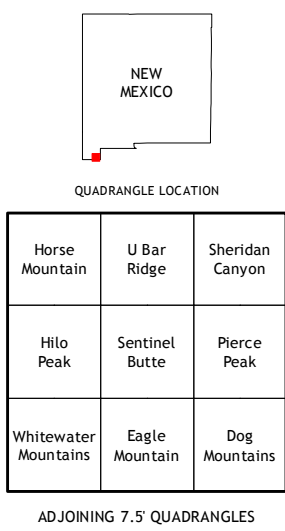 NEW
MEXICO
QUADRANGLE LOCATION
Horse
Mountain
U Bar
Ridge
Sheridan
Canyon
Hilo
Peak
Sentinel
Butte
Pierce
Peak
Whitewater
Mountains
Eagle
Mountain
Dog
Mountains
ADJOINING 7.5' QUADRANGLES